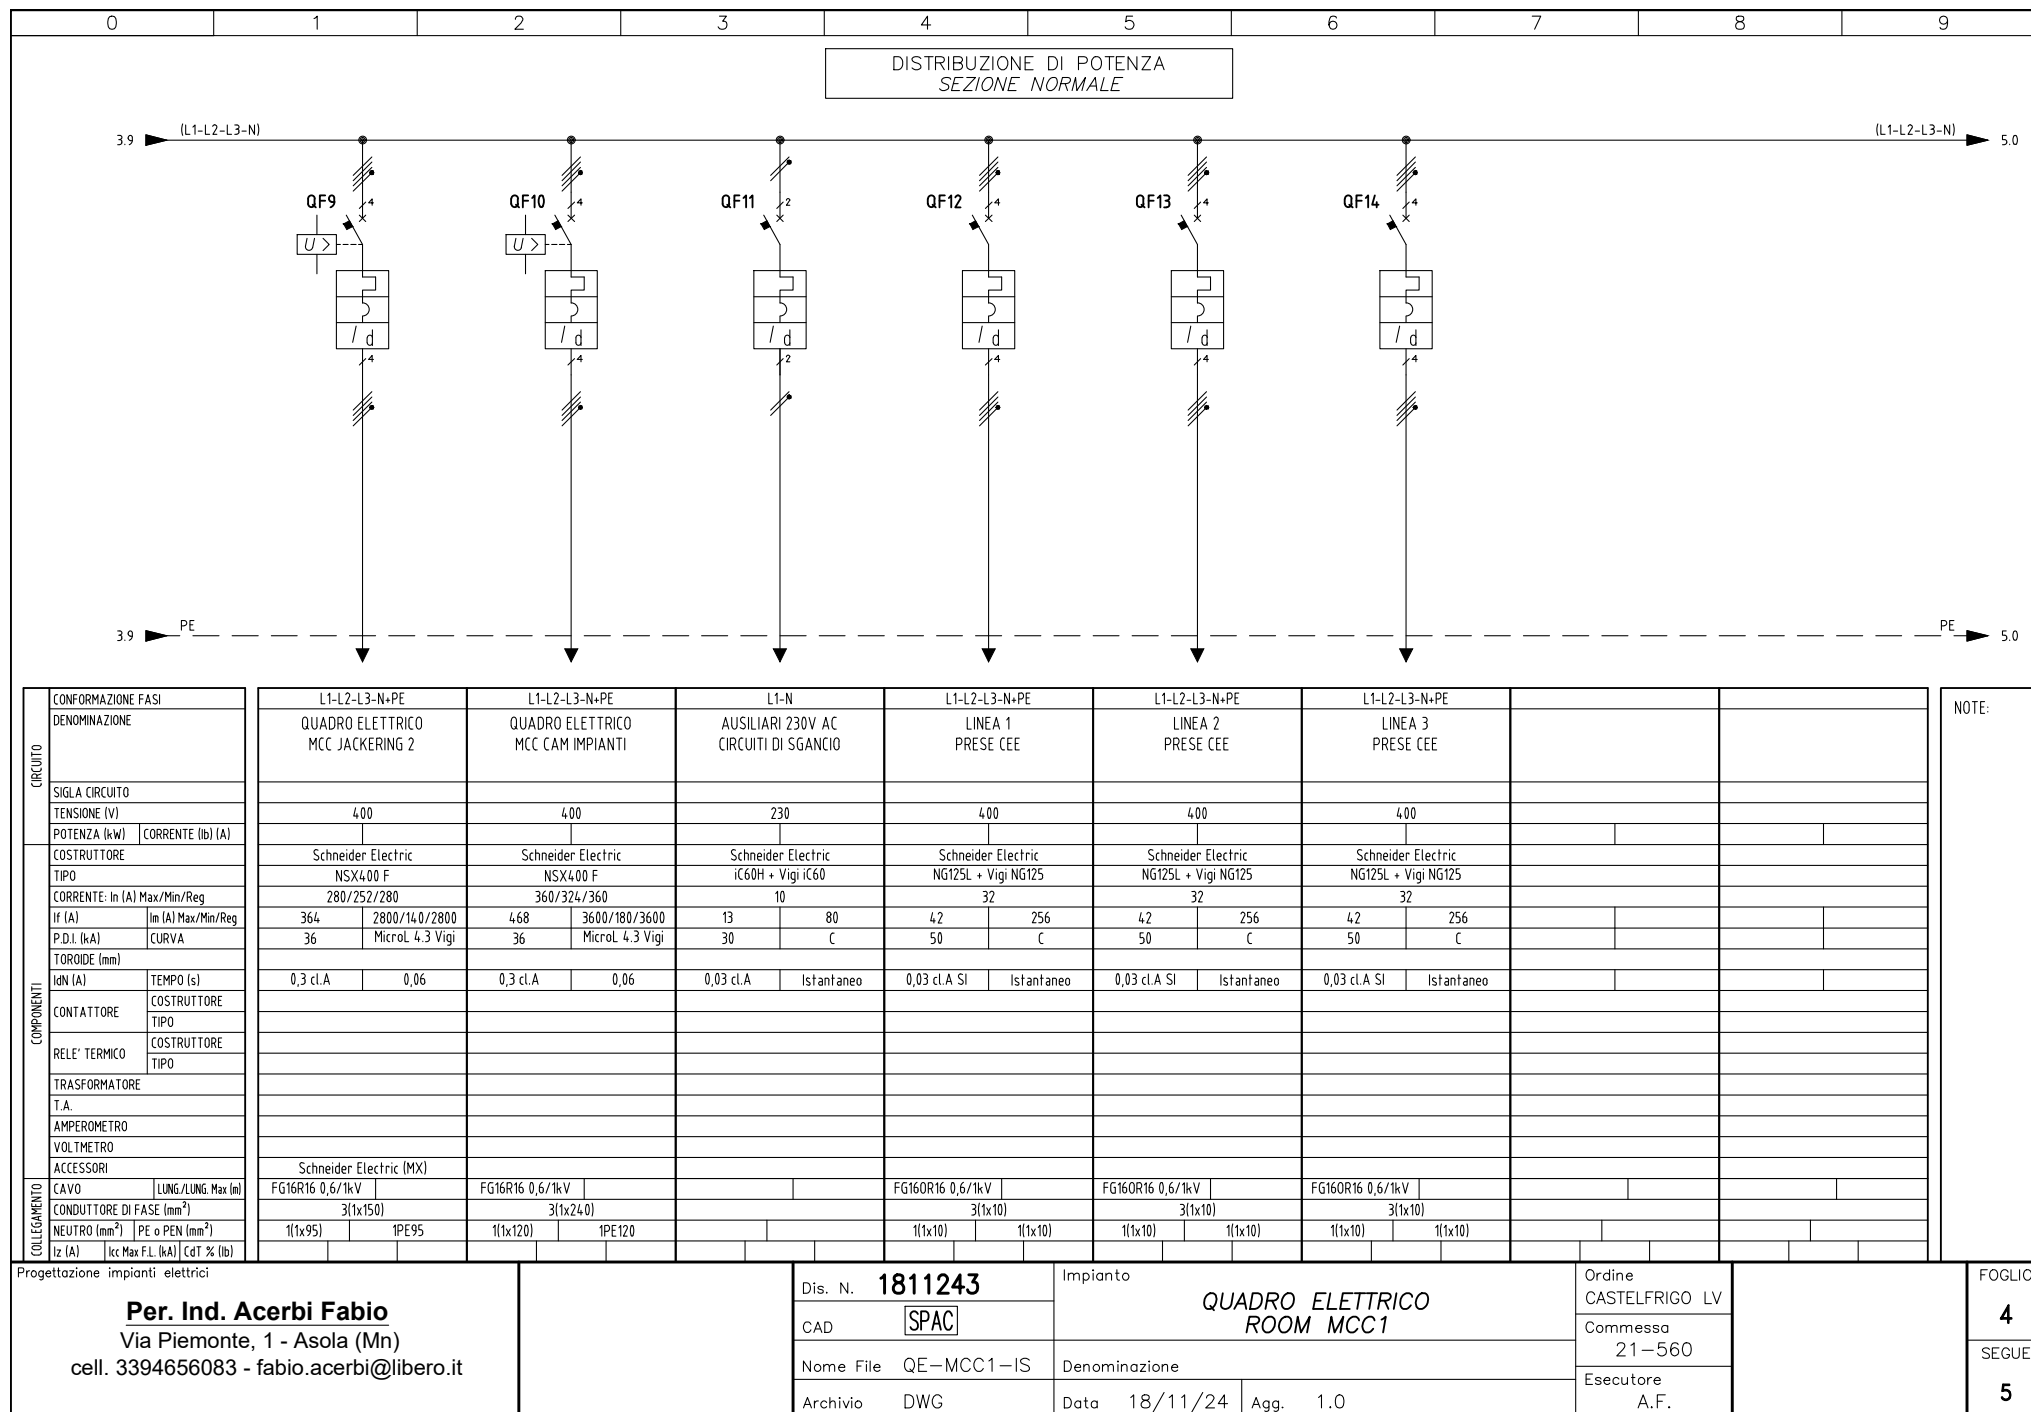 0 1 2 3 4 5 6 7 8 9
DISTRIBUZIONE DI POTENZA
SEZIONE NORMALE
3.9 (L1-L2-L3-N) (L1-L2-L3-N) 5.0
QF9 4 QF10 4 QF11 2 QF12 4 QF13 4 QF14 4
U > U >
I d I d I d I d I d I d
4 4 2 4 4 4
3.9 PE PE 5.0
CIRCUITO
CONFORMAZIONE FASI L1-L2-L3-N+PE L1-L2-L3-N+PE L1-N L1-L2-L3-N+PE L1-L2-L3-N+PE L1-L2-L3-N+PE
DENOMINAZIONE QUADRO ELETTRICO QUADRO ELETTRICO AUSILIARI 230V AC LINEA 1 LINEA 2 LINEA 3
MCC JACKERING 2 MCC CAM IMPIANTI CIRCUITI DI SGANCIO PRESE CEE PRESE CEE PRESE CEE
SIGLA CIRCUITO
TENSIONE (V) 400 400 230 400 400 400
POTENZA (kW) CORRENTE (Ib) (A)
COMPONENTI
COSTRUTTORE Schneider Electric Schneider Electric Schneider Electric Schneider Electric Schneider Electric Schneider Electric
TIPO NSX400 F NSX400 F iC60H + Vigi iC60 NG125L + Vigi NG125 NG125L + Vigi NG125 NG125L + Vigi NG125
CORRENTE: In (A) Max/Min/Reg 280/252/280 360/324/360 10 32 32 32
If (A) Im (A) Max/Min/Reg 364 2800/140/2800 468 3600/180/3600 13 80 42 256 42 256 42 256
P.D.I. (kA) CURVA 36 MicroL 4.3 Vigi 36 MicroL 4.3 Vigi 30 C 50 C 50 C 50 C
TOROIDE (mm)
IdN (A) TEMPO (s) 0,3 cl.A 0,06 0,3 cl.A 0,06 0,03 cl.A Istantaneo 0,03 cl.A SI Istantaneo 0,03 cl.A SI Istantaneo 0,03 cl.A SI Istantaneo
CONTATTORE COSTRUTTORE
TIPO
RELE' TERMICO COSTRUTTORE
TIPO
TRASFORMATORE
T.A.
AMPEROMETRO
VOLTMETRO
ACCESSORI Schneider Electric (MX)
COLLEGAMENTO
CAVO LUNG./LUNG. Max (m) FG16R16 0,6/1kV FG16R16 0,6/1kV FG16OR16 0,6/1kV FG16OR16 0,6/1kV FG16OR16 0,6/1kV
CONDUTTORE DI FASE (mm²) 3(1x150) 3(1x240) 3(1x10) 3(1x10) 3(1x10)
NEUTRO (mm²) PE o PEN (mm²) 1(1x95) 1PE95 1(1x120) 1PE120 1(1x10) 1(1x10) 1(1x10) 1(1x10) 1(1x10) 1(1x10)
Iz (A) Icc Max F.L. (kA) CdT % (Ib)
NOTE:
Progettazione impianti elettrici
Per. Ind. Acerbi Fabio
Via Piemonte, 1 - Asola (Mn)
cell. 3394656083 - fabio.acerbi@libero.it
Dis. N. 1811243
CAD SPAC
Nome File QE-MCC1-IS
Archivio DWG
Impianto
QUADRO ELETTRICO
ROOM MCC1
Denominazione
Data 18/11/24 Agg. 1.0
Ordine
CASTELFRIGO LV
Commessa
21-560
Esecutore
A.F.
FOGLIO
4
SEGUE
5